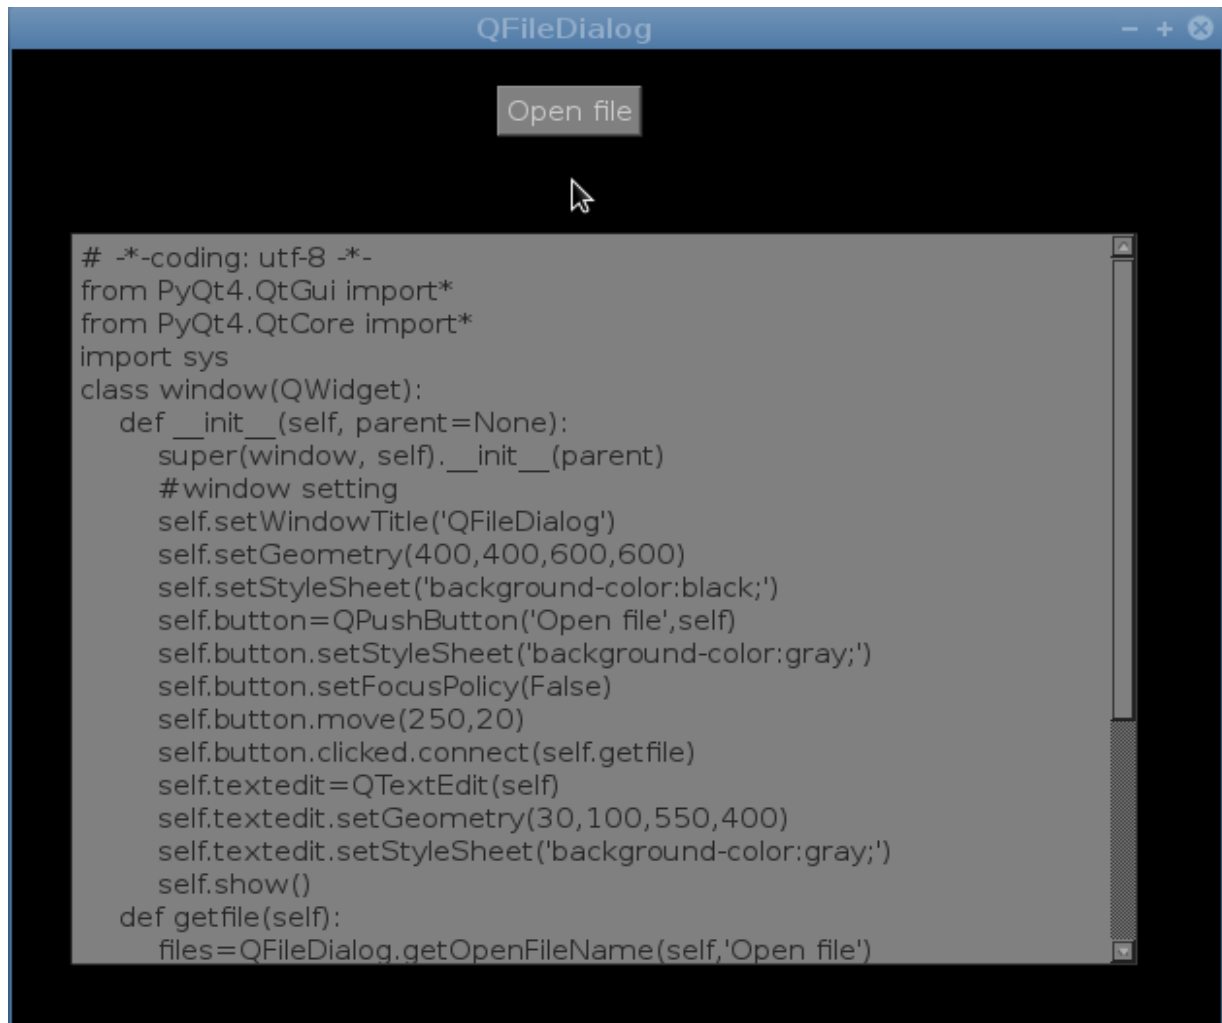 QFileDialog
Open file
# -*-coding: utf-8 -*-
from PyQt4.QtGui import*
from PyQt4.QtCore import*
import sys
class window(QWidget):
    def __init__(self, parent=None):
        super(window, self).__init__(parent)
        #window setting
        self.setWindowTitle('QFileDialog')
        self.setGeometry(400,400,600,600)
        self.setStyleSheet('background-color:black;')
        self.button=QPushButton('Open file',self)
        self.button.setStyleSheet('background-color:gray;')
        self.button.setFocusPolicy(False)
        self.button.move(250,20)
        self.button.clicked.connect(self.getfile)
        self.textedit=QTextEdit(self)
        self.textedit.setGeometry(30,100,550,400)
        self.textedit.setStyleSheet('background-color:gray;')
        self.show()
    def getfile(self):
        files=QFileDialog.getOpenFileName(self,'Open file')